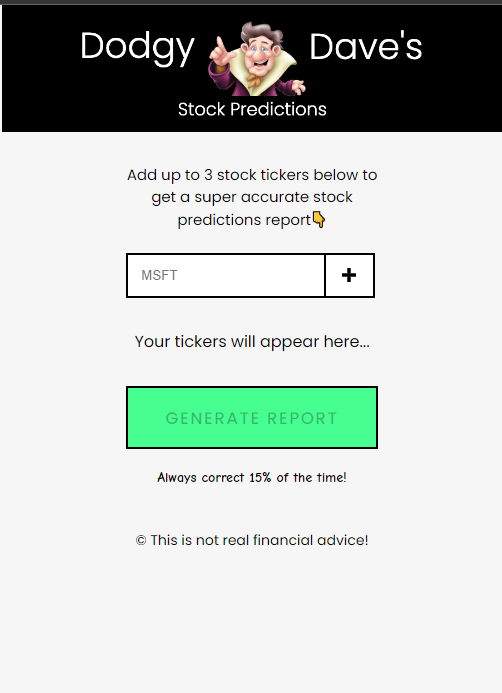 Dodgy Dave's
Stock Predictions
Add up to 3 stock tickers below to
get a super accurate stock
predictions report👇
MSFT
+
Your tickers will appear here...
GENERATE REPORT
Always correct 15% of the time!
© This is not real financial advice!